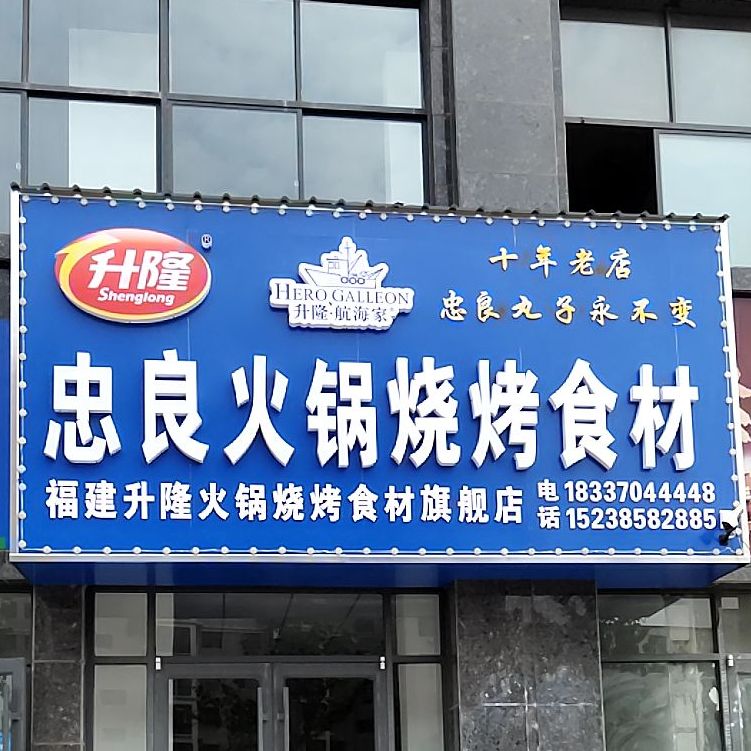 升隆®
Shenglong
HERO GALLEON
升隆·航海家
十年老店
忠良丸子永不变
忠良火锅烧烤食材
福建升隆火锅烧烤食材旗舰店
电话 18337044448
15238582885